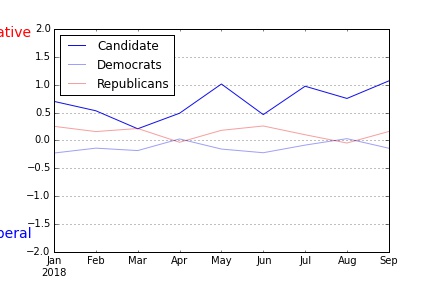 ative
2.0
1.5
1.0
0.5
0.0
−0.5
−1.0
−1.5
−2.0
beral
Candidate
Democrats
Republicans
Jan Feb Mar Apr May Jun Jul Aug Sep
2018